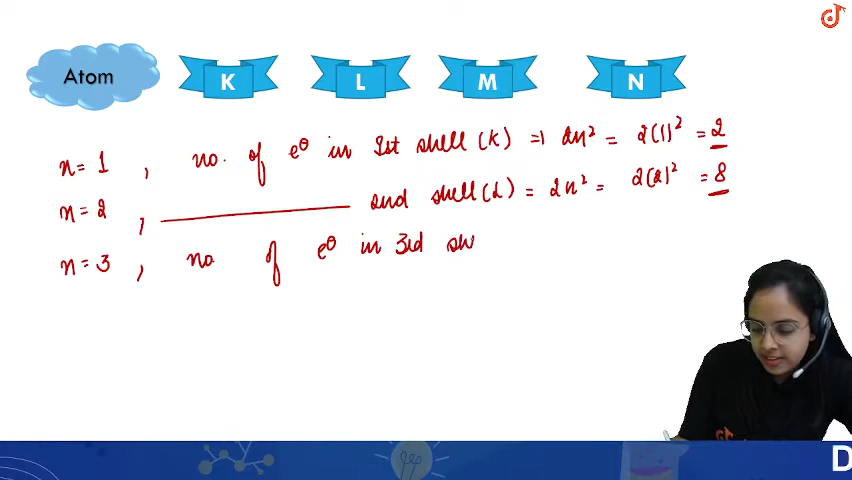 Atom K L M N
n=1 , no. of e⊖ in 1st shell (K) ⇒ 2n² = 2(1)² = 2
n=2 , 2nd shell (L) = 2n² = 2(2)² = 8
n=3 , no of e⊖ in 3rd sh
D